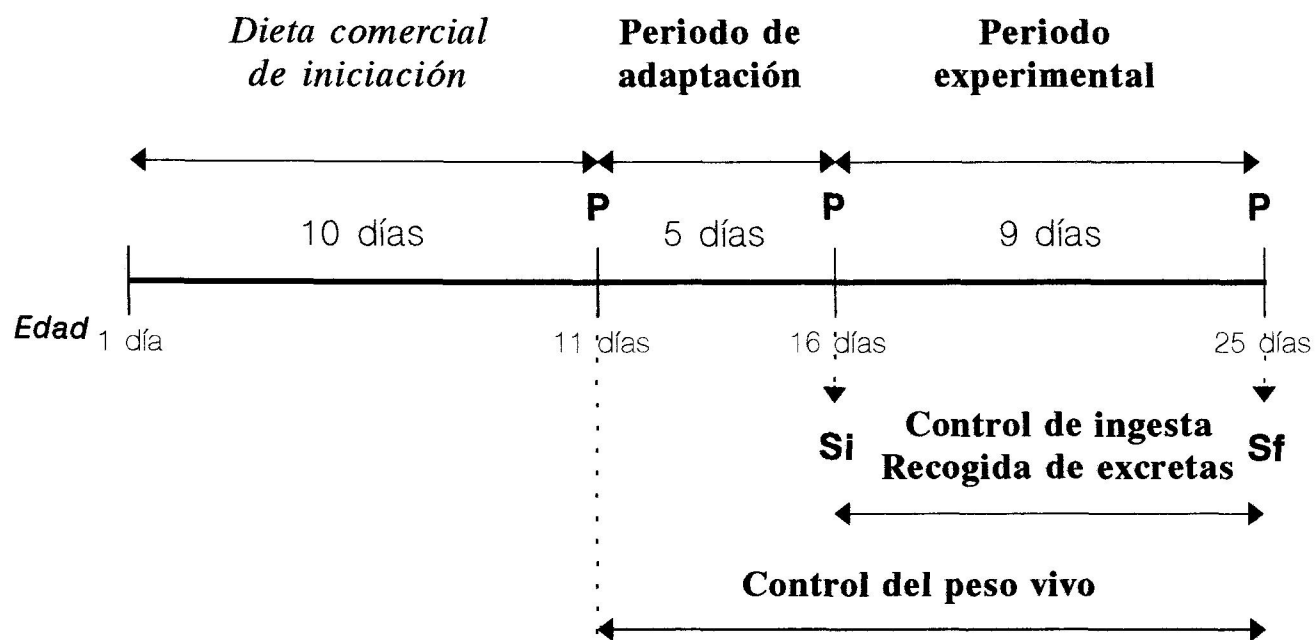 Dieta comercial
de iniciación
Periodo de
adaptación
Periodo
experimental
P P P
10 días 5 días 9 días
Edad 1 día 11 días 16 días 25 días
Si Control de ingesta Sf
Recogida de excretas
Control del peso vivo